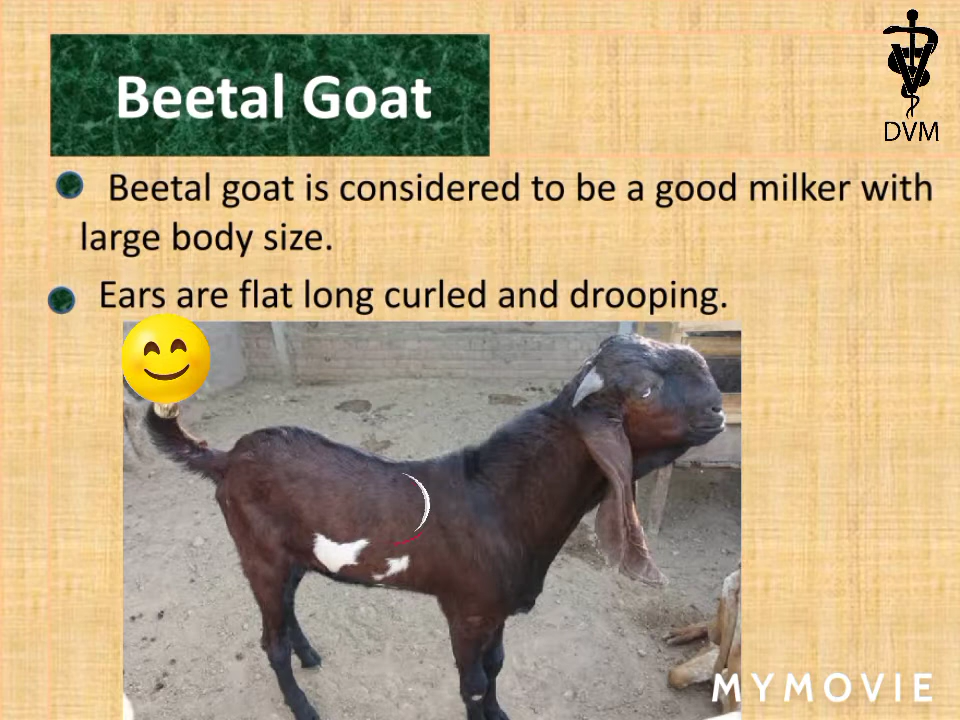 Beetal Goat
DVM
Beetal goat is considered to be a good milker with
large body size.
Ears are flat long curled and drooping.
MYMOVIE